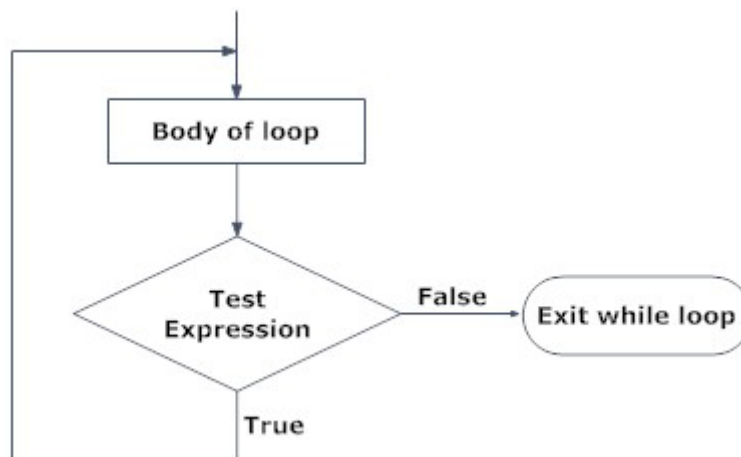 Body of loop
Test
Expression
False
Exit while loop
True